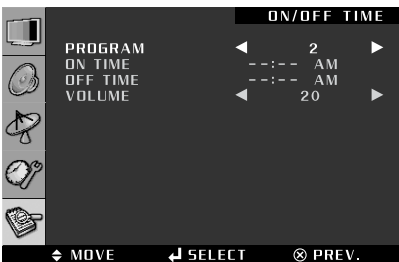 ON/OFF TIME
PROGRAM ◀ 2 ▶
ON TIME --:-- AM
OFF TIME --:-- AM
VOLUME ◀ 20 ▶
MOVE SELECT PREV.